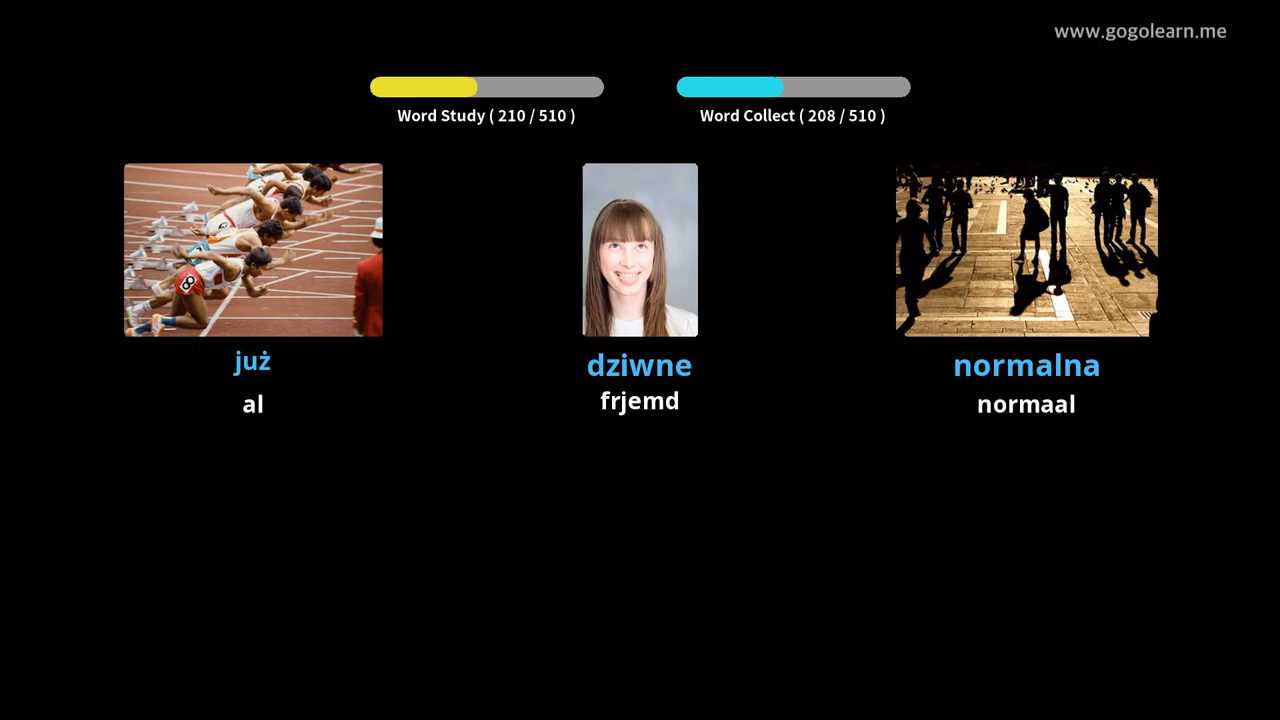 www.gogolearn.me
Word Study ( 210 / 510 )
Word Collect ( 208 / 510 )
już
dziwne
normalna
al
frjemd
normaal